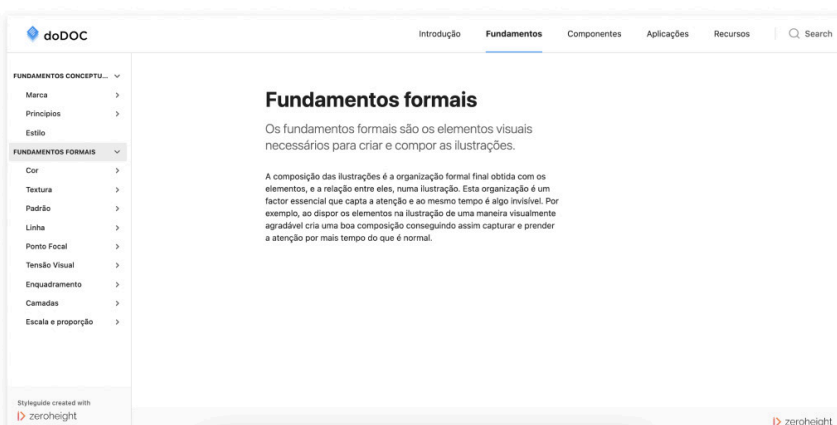 doDOC
Introdução
Fundamentos
Componentes
Aplicações
Recursos
Search
FUNDAMENTOS CONCEPTU...
Marca
Princípios
Estilo
FUNDAMENTOS FORMAIS
Cor
Textura
Padrão
Linha
Ponto Focal
Tensão Visual
Enquadramento
Camadas
Escala e proporção
Styleguide created with
zeroheight
Fundamentos formais
Os fundamentos formais são os elementos visuais
necessários para criar e compor as ilustrações.
A composição das ilustrações é a organização formal final obtida com os
elementos, e a relação entre eles, numa ilustração. Esta organização é um
factor essencial que capta a atenção e ao mesmo tempo é algo invisível. Por
exemplo, ao dispor os elementos na ilustração de uma maneira visualmente
agradável cria uma boa composição conseguindo assim capturar e prender
a atenção por mais tempo do que é normal.
zeroheight